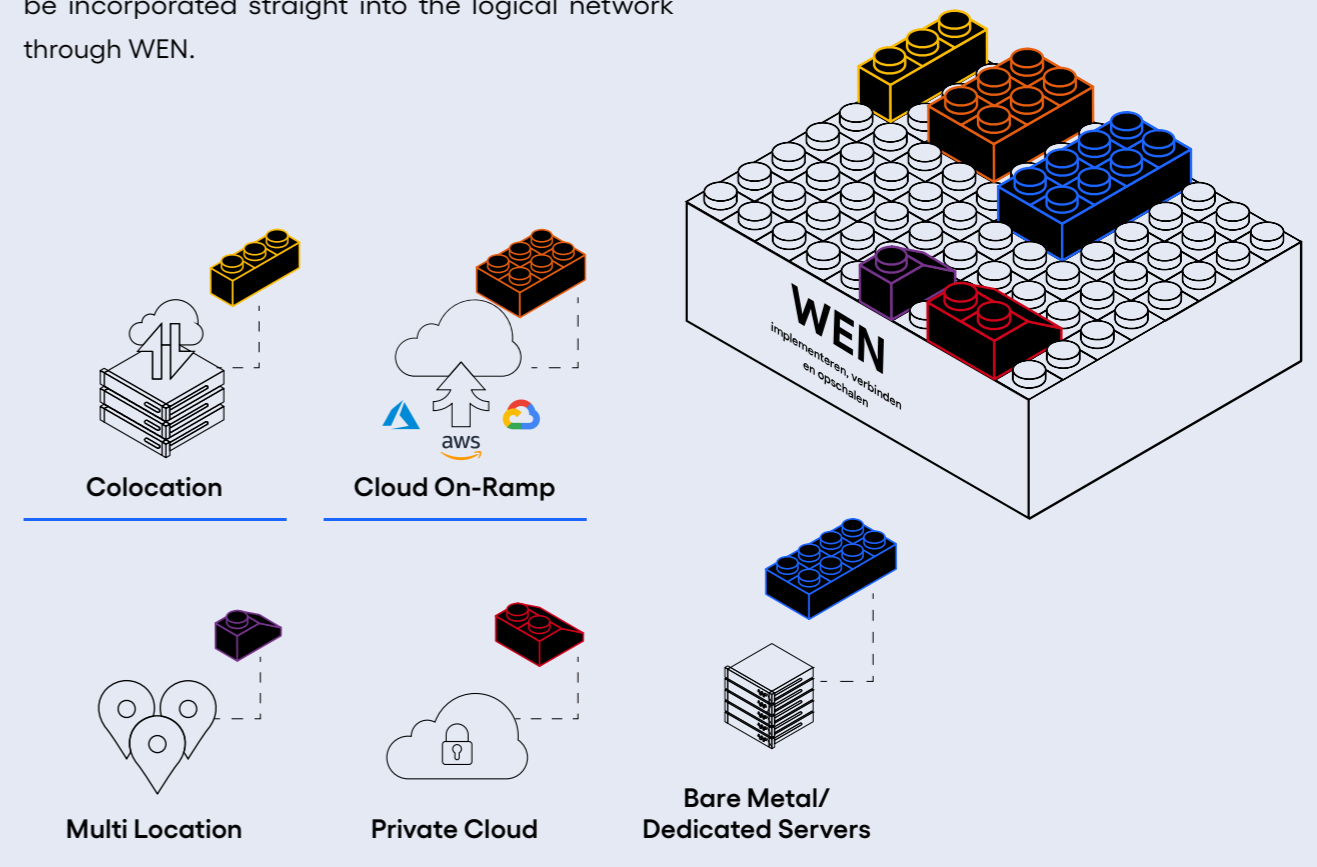 be incorporated straight into the logical network
through WEN.
WEN
implementeren, verbinden
en opschalen
aws
Colocation
Cloud On-Ramp
Multi Location
Private Cloud
Bare Metal/
Dedicated Servers